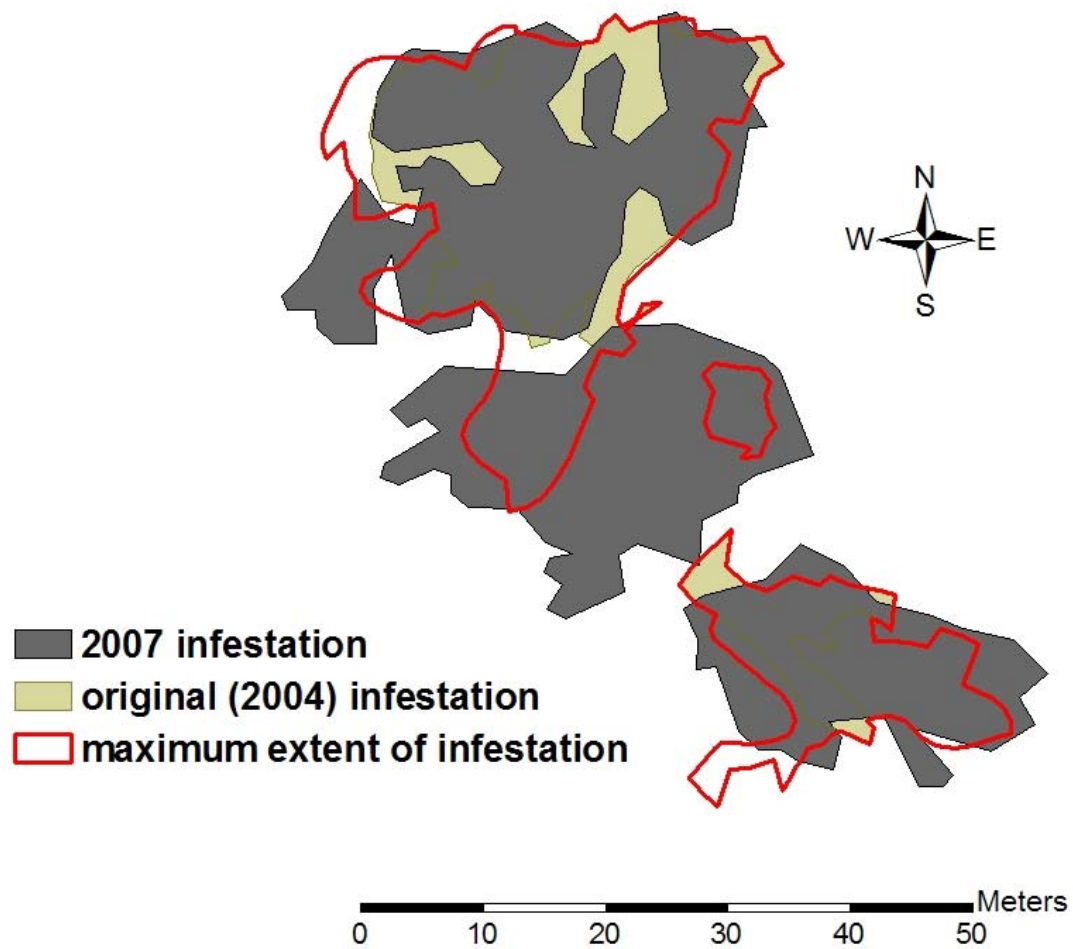 N
W E
S
2007 infestation
original (2004) infestation
maximum extent of infestation
Meters
0 10 20 30 40 50